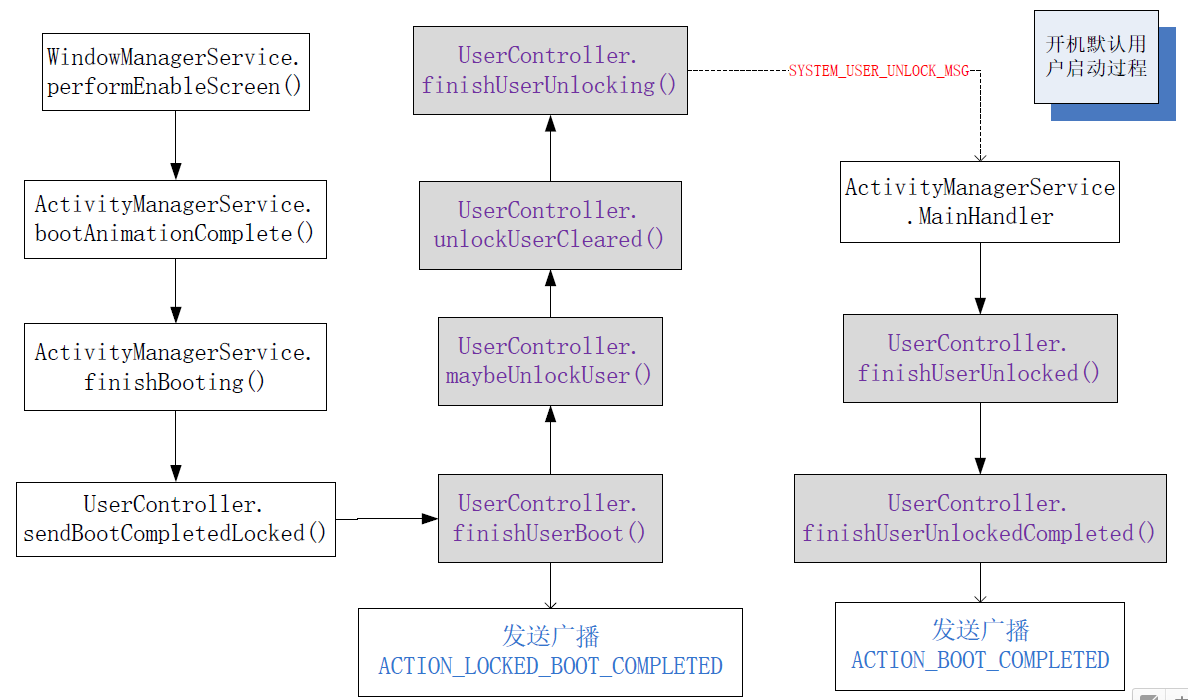 WindowManagerService.
performEnableScreen()
ActivityManagerService.
bootAnimationComplete()
ActivityManagerService.
finishBooting()
UserController.
sendBootCompletedLocked()
UserController.
finishUserUnlocking()
UserController.
unlockUserCleared()
UserController.
maybeUnlockUser()
UserController.
finishUserBoot()
发送广播
ACTION_LOCKED_BOOT_COMPLETED
SYSTEM_USER_UNLOCK_MSG
开机默认用
户启动过程
ActivityManagerService
.MainHandler
UserController.
finishUserUnlocked()
UserController.
finishUserUnlockedCompleted()
发送广播
ACTION_BOOT_COMPLETED